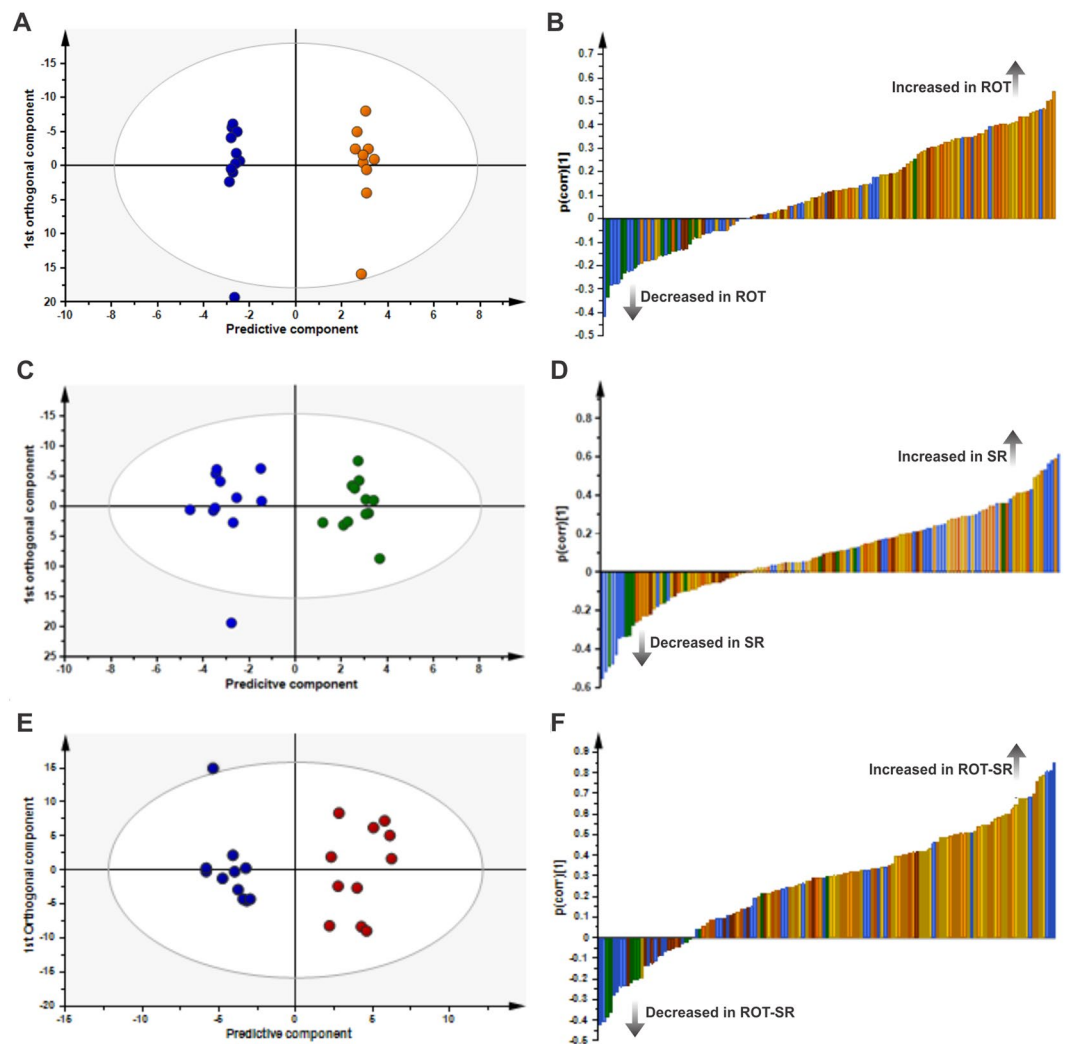 A
-15
-10
-5
0
5
10
15
20
1st orthogonal component
-10 -8 -6 -4 -2 0 2 4 6 8
Predictive component
B
0.7
0.6
0.5
0.4
0.3
0.2
0.1
0
-0.1
-0.2
-0.3
-0.4
-0.5
p(corr)[1]
Increased in ROT
Decreased in ROT
C
-15
-10
-5
0
5
10
15
20
25
1st orthogonal component
-10 -8 -6 -4 -2 0 2 4 6 8
Predicitve component
D
0.8
0.6
0.4
0.2
0
-0.2
-0.4
-0.6
p(corr)[1]
Increased in SR
Decreased in SR
E
15
10
5
0
-5
-10
-15
-20
1st Orthogonal component
-15 -10 -5 0 5 10
Predictive component
F
0.9
0.8
0.7
0.6
0.5
0.4
0.3
0.2
0.1
0
-0.1
-0.2
-0.3
-0.4
-0.5
p(corr)[1]
Increased in ROT-SR
Decreased in ROT-SR